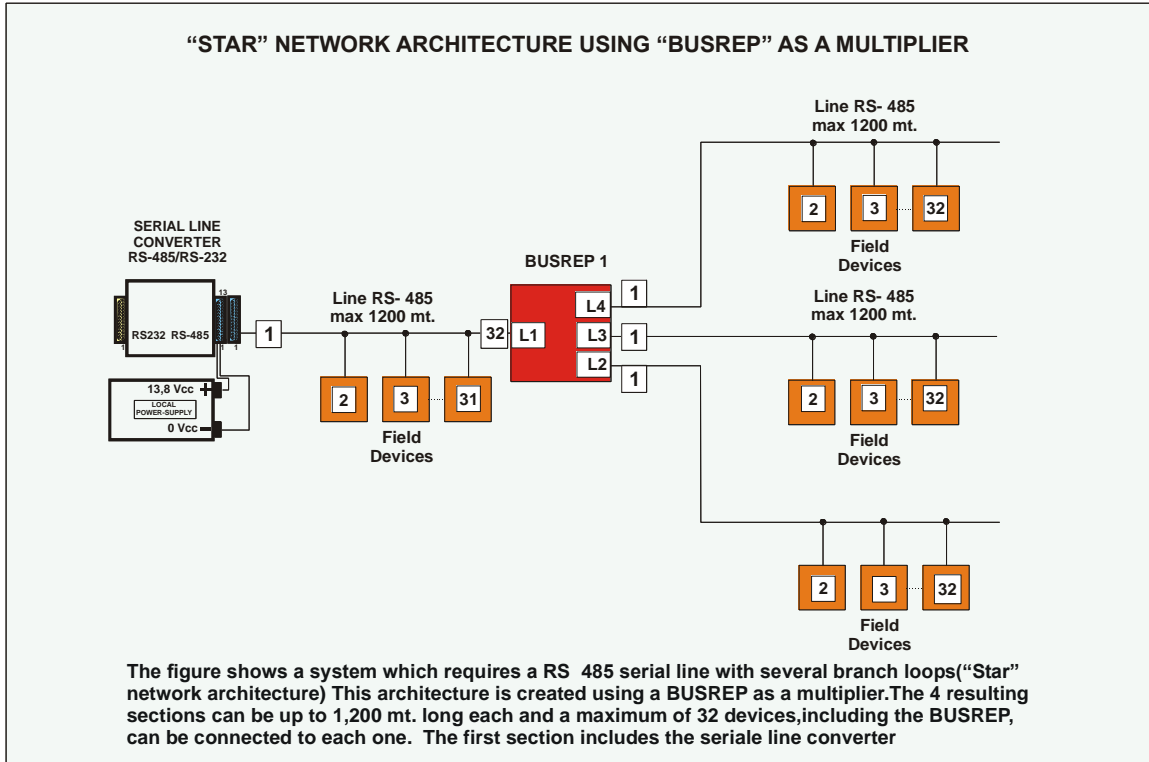 “STAR” NETWORK ARCHITECTURE USING “BUSREP” AS A MULTIPLIER
Line RS- 485
max 1200 mt.
2
3
32
Field
Devices
SERIAL LINE
CONVERTER
RS-485/RS-232
13
RS232 RS-485
1
1
1
1
13,8 Vcc +
LOCAL
POWER-SUPPLY
0 Vcc -
Line RS- 485
max 1200 mt.
2
3
31
Field
Devices
32
BUSREP 1
L1
L4
L3
L2
1
1
1
Line RS- 485
max 1200 mt.
2
3
32
Field
Devices
2
3
32
Field
Devices
The figure shows a system which requires a RS 485 serial line with several branch loops(“Star”
network architecture) This architecture is created using a BUSREP as a multiplier.The 4 resulting
sections can be up to 1,200 mt. long each and a maximum of 32 devices,including the BUSREP,
can be connected to each one. The first section includes the seriale line converter